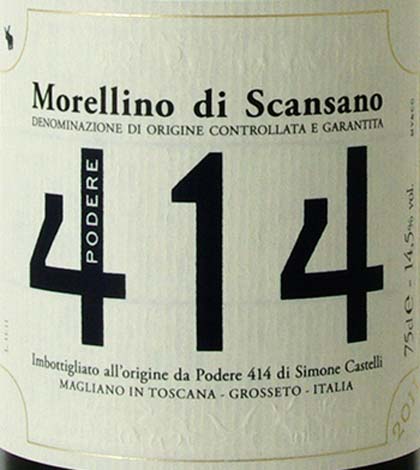 Morellino di Scansano
DENOMINAZIONE DI ORIGINE CONTROLLATA E GARANTITA
PODERE
414
Imbottigliato all'origine da Podere 414 di Simone Castelli
MAGLIANO IN TOSCANA - GROSSETO - ITALIA
75cl e - 14,5% vol.